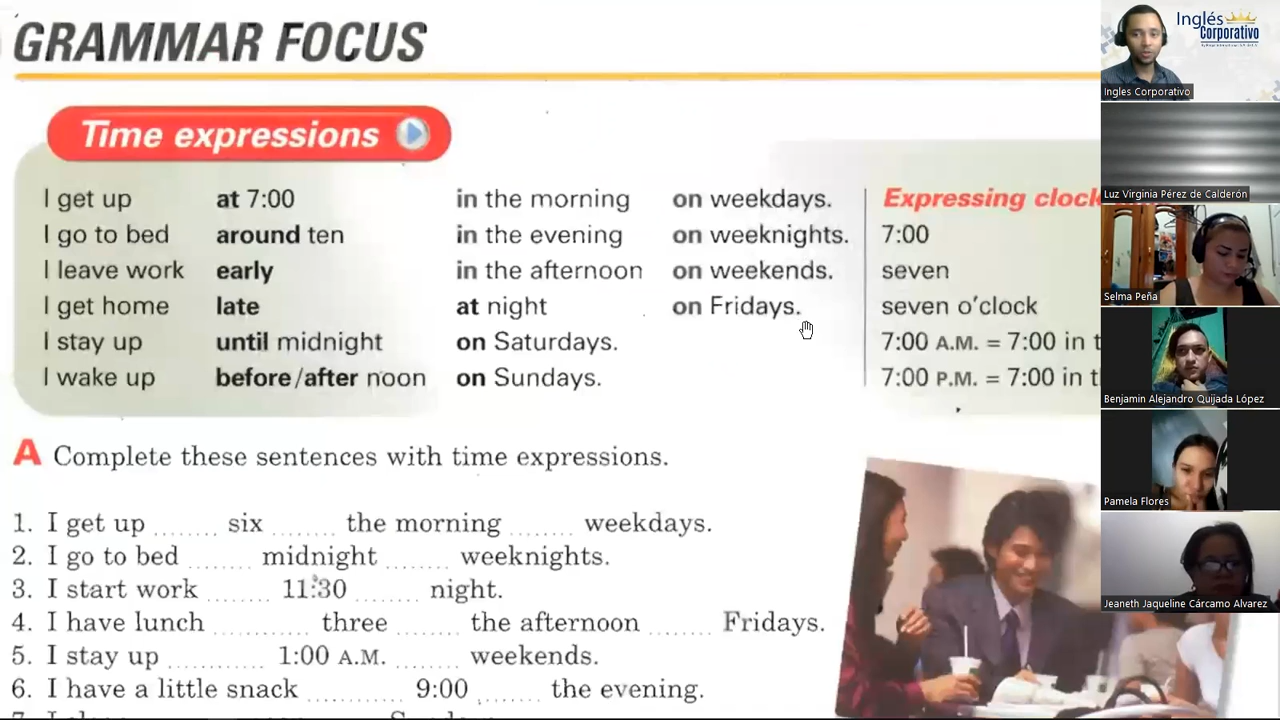 GRAMMAR FOCUS
Time expressions
I get up at 7:00 in the morning on weekdays.
I go to bed around ten in the evening on weeknights.
I leave work early in the afternoon on weekends.
I get home late at night on Fridays.
I stay up until midnight on Saturdays.
I wake up before/after noon on Sundays.
Expressing clock
7:00
seven
seven o'clock
7:00 A.M. = 7:00 in t
7:00 P.M. = 7:00 in t
A Complete these sentences with time expressions.
1. I get up ........ six ........ the morning ........ weekdays.
2. I go to bed ........ midnight ........ weeknights.
3. I start work ........ 11:30 ........ night.
4. I have lunch ............ three ........ the afternoon ........ Fridays.
5. I stay up ............ 1:00 A.M. ........ weekends.
6. I have a little snack ............ 9:00 ........ the evening.
Inglés
Corporativo
Ingles Corporativo
Luz Virginia Pérez de Calderón
Selma Peña
Benjamin Alejandro Quijada López
Pamela Flores
Jeaneth Jaqueline Cárcamo Alvarez